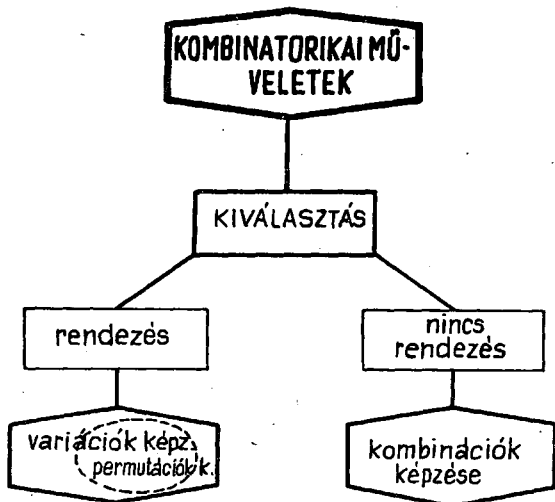 KOMBINATORIKAI MŰ-
VELETEK
KIVÁLASZTÁS
rendezés
nincs
rendezés
variációk képz.
permutációk k.
kombinációk
képzése